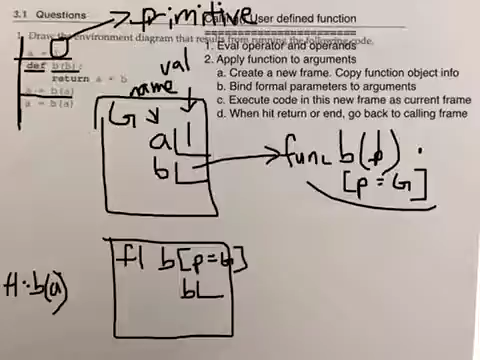 3.1 Questions
primitive
Calling User defined function
====================
1. Draw the environment diagram that results from running the following code.
1. Eval operator and operands
2. Apply function to arguments
a. Create a new frame. Copy function object info
b. Bind formal parameters to arguments
c. Execute code in this new frame as current frame
d. When hit return or end, go back to calling frame
a =
def b(b):
return a + b
a = b(a)
a = b(a)
val
name
G
a 1
b
func b(b)
[p=G]
f1 b[p=G]
b
f1: b(a)